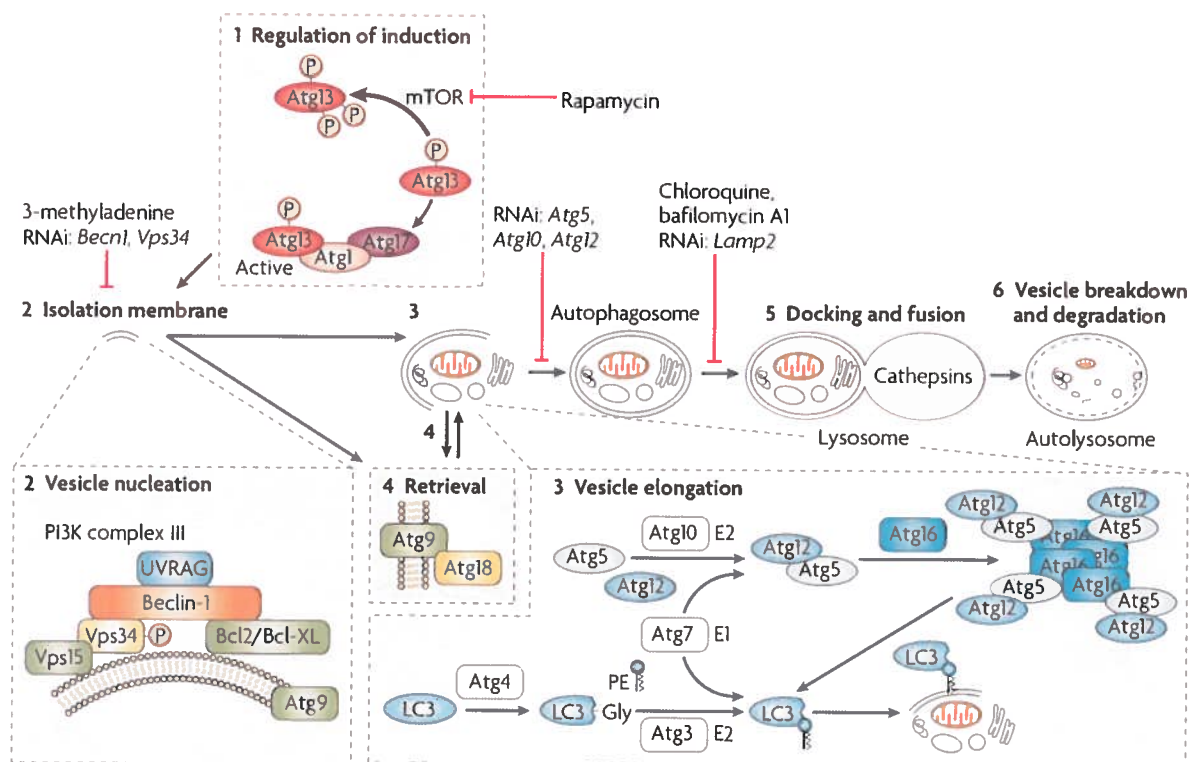 1 Regulation of induction
P
Atg13
P
P
mTOR
Rapamycin
P
Atg13
P
Atg13
Atg17
Atg1
Active
3-methyladenine
RNAi: Becn1, Vps34
RNAi: Atg5,
Atg10, Atg12
Chloroquine,
bafilomycin A1
RNAi: Lamp2
2 Isolation membrane
3
Autophagosome
5 Docking and fusion
6 Vesicle breakdown
and degradation
Cathepsins
4
Lysosome
Autolysosome
2 Vesicle nucleation
PI3K complex III
UVRAG
Beclin-1
Vps34
P
Bcl2/Bcl-XL
Vps15
Atg9
4 Retrieval
Atg9
Atg18
3 Vesicle elongation
Atg5
Atg10 E2
Atg12
Atg12
Atg5
Atg16
Atg12
Atg5
Atg12
Atg5
Atg16
Atg16
Atg16
Atg16
Atg5
Atg12
Atg5
Atg12
Atg7 E1
LC3
Atg4
LC3 Gly
PE
Atg3 E2
LC3
LC3